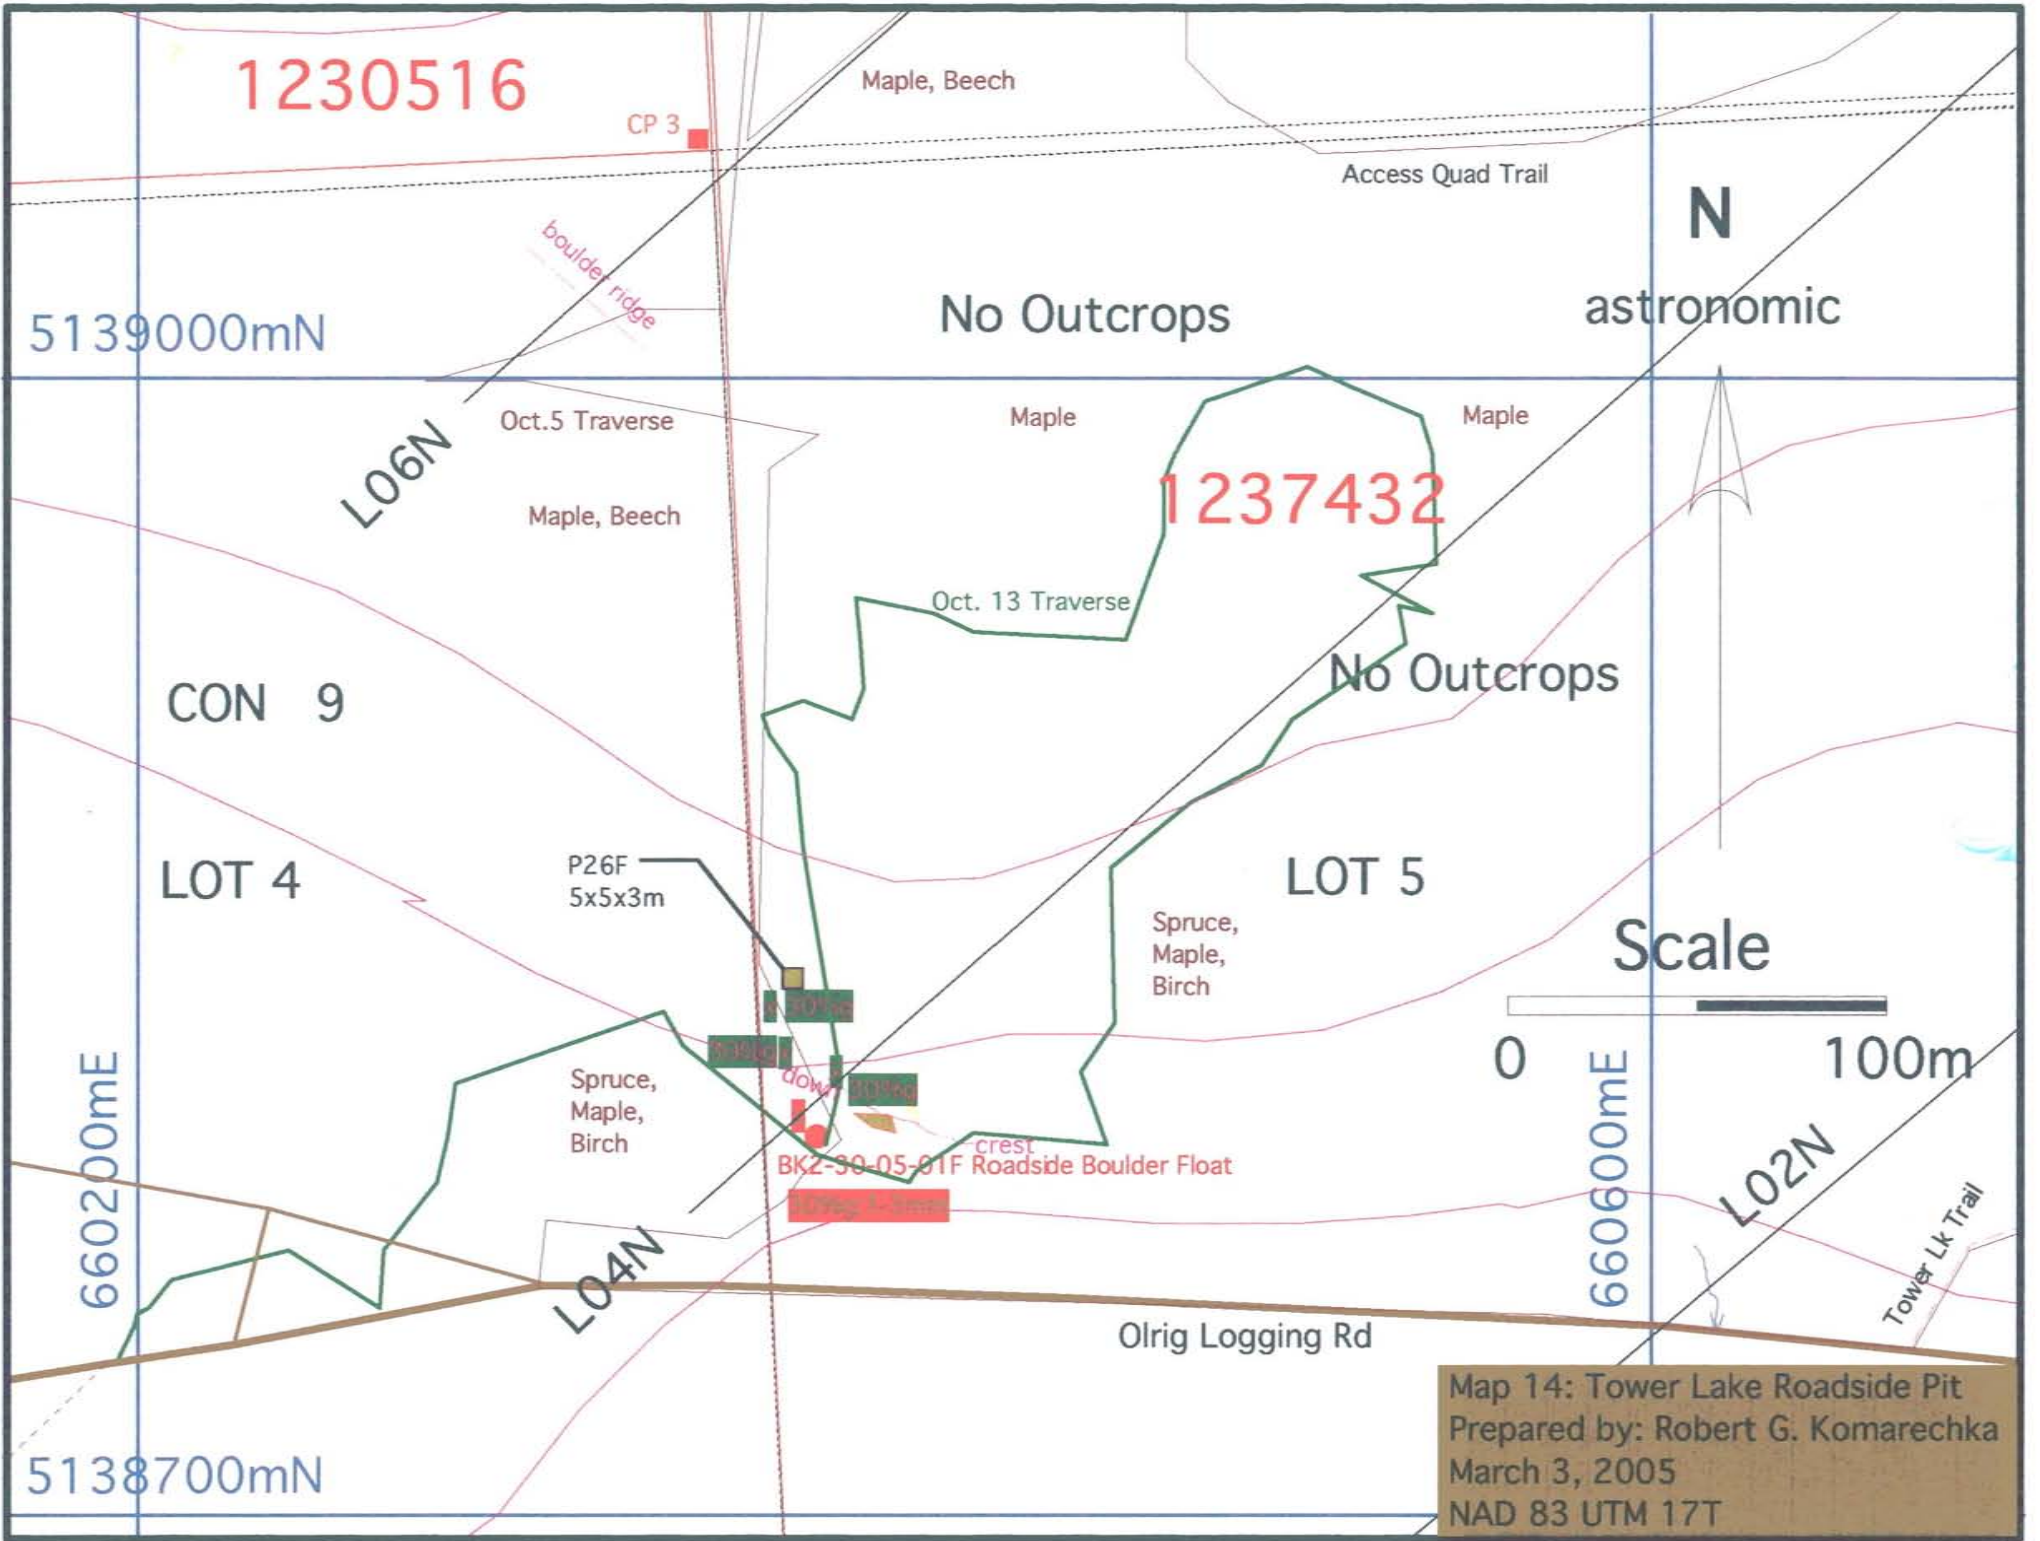 1230516
CP 3
Maple, Beech
Access Quad Trail
N
astronomic
boulder ridge
No Outcrops
5139000mN
Oct.5 Traverse
Maple
Maple
L06N
1237432
Maple, Beech
Oct. 13 Traverse
No Outcrops
CON 9
LOT 4
P26F
5x5x3m
LOT 5
Spruce,
Maple,
Birch
Scale
0 100m
30%g
down
30%g
Spruce,
Maple,
Birch
crest
BK2-30-05-01F Roadside Boulder Float
660200mE
660600mE
L02N
Tower Lk Trail
L04N
Olrig Logging Rd
Map 14: Tower Lake Roadside Pit
Prepared by: Robert G. Komarechka
March 3, 2005
NAD 83 UTM 17T
5138700mN